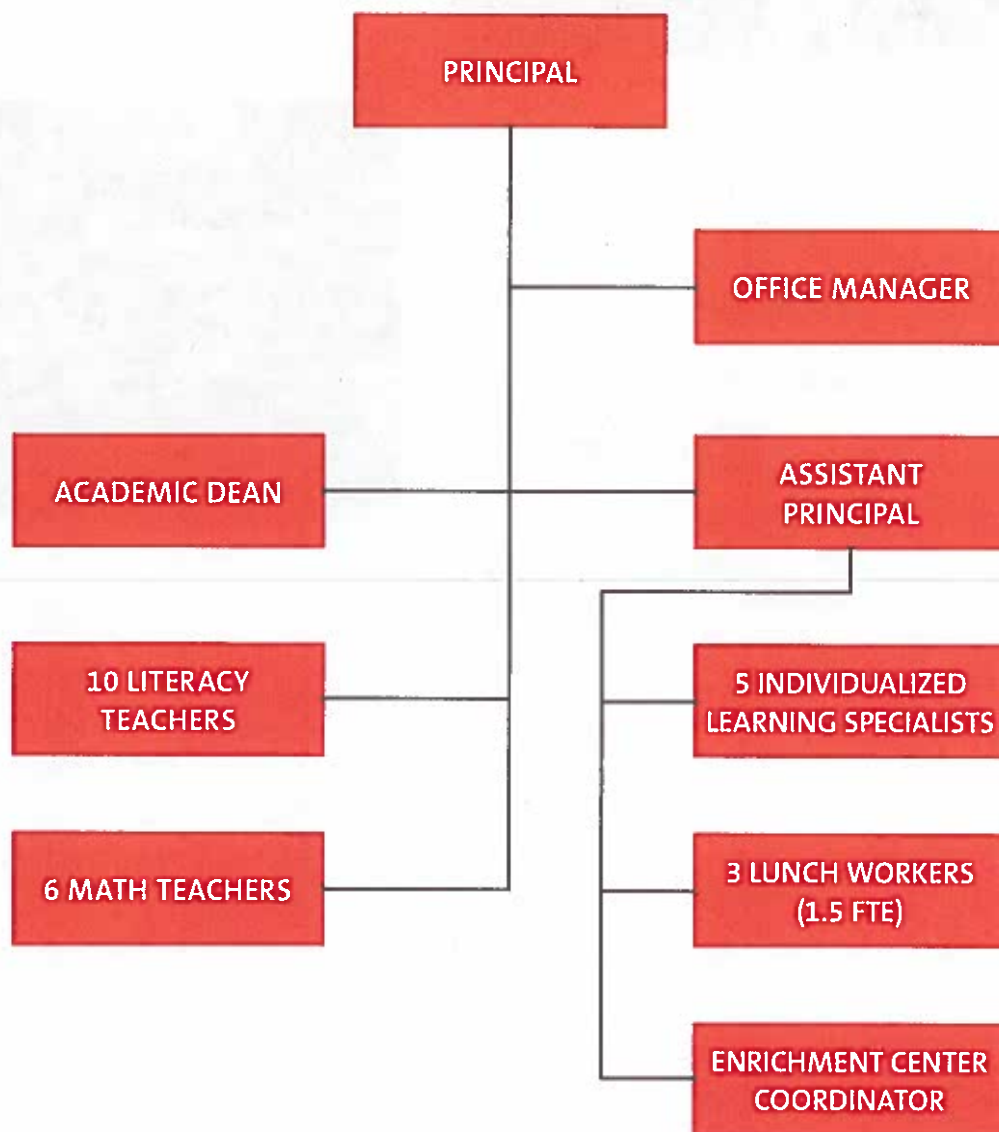 PRINCIPAL
OFFICE MANAGER
ACADEMIC DEAN
ASSISTANT
PRINCIPAL
10 LITERACY
TEACHERS
5 INDIVIDUALIZED
LEARNING SPECIALISTS
6 MATH TEACHERS
3 LUNCH WORKERS
(1.5 FTE)
ENRICHMENT CENTER
COORDINATOR